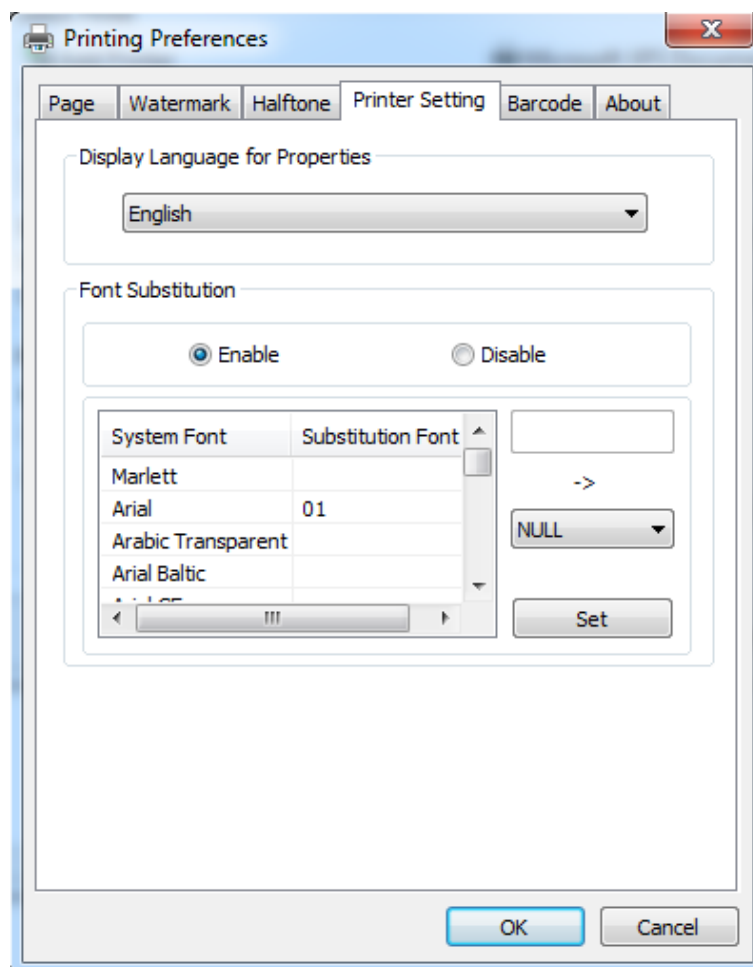 Printing Preferences
Page Watermark Halftone Printer Setting Barcode About
Display Language for Properties
English
Font Substitution
Enable Disable
System Font Substitution Font
Marlett
->
Arial 01
NULL
Arabic Transparent
Arial Baltic
Set
OK Cancel